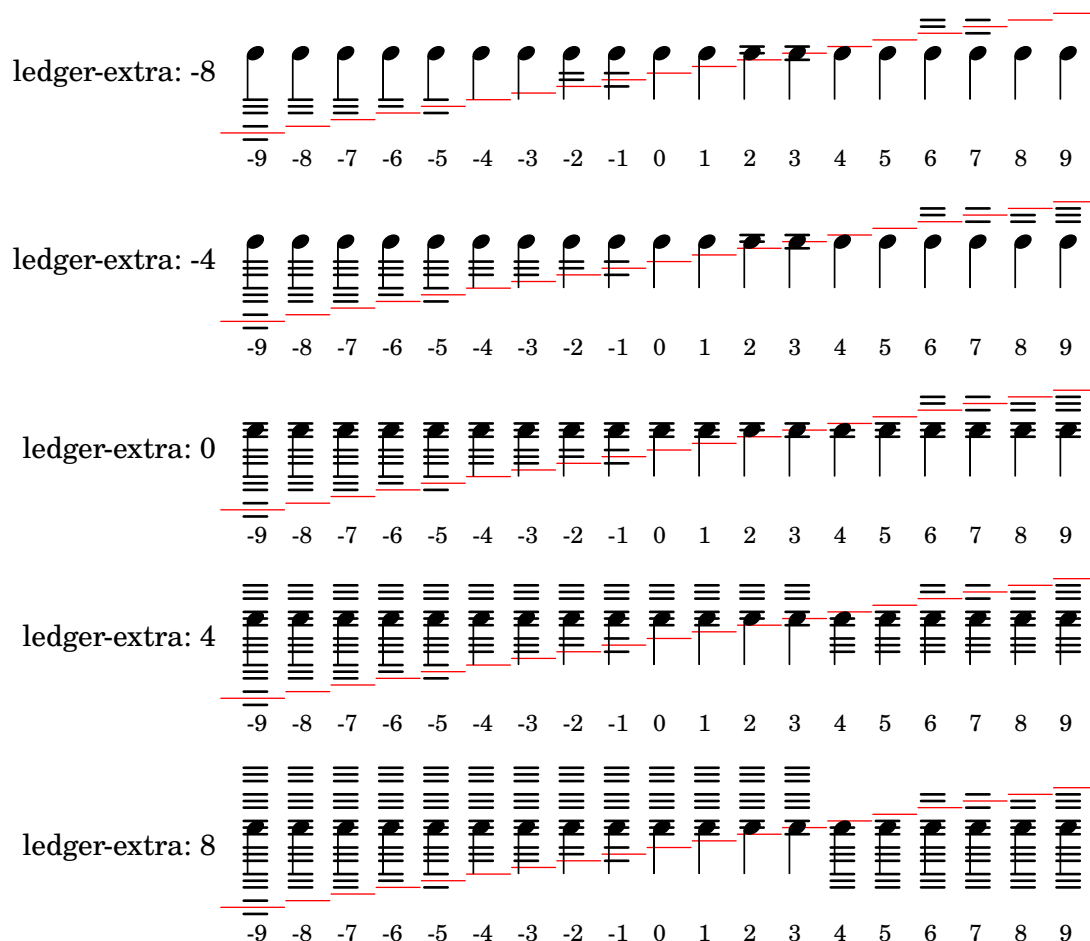 ledger-extra: -8
-9 -8 -7 -6 -5 -4 -3 -2 -1 0 1 2 3 4 5 6 7 8 9
ledger-extra: -4
-9 -8 -7 -6 -5 -4 -3 -2 -1 0 1 2 3 4 5 6 7 8 9
ledger-extra: 0
-9 -8 -7 -6 -5 -4 -3 -2 -1 0 1 2 3 4 5 6 7 8 9
ledger-extra: 4
-9 -8 -7 -6 -5 -4 -3 -2 -1 0 1 2 3 4 5 6 7 8 9
ledger-extra: 8
-9 -8 -7 -6 -5 -4 -3 -2 -1 0 1 2 3 4 5 6 7 8 9